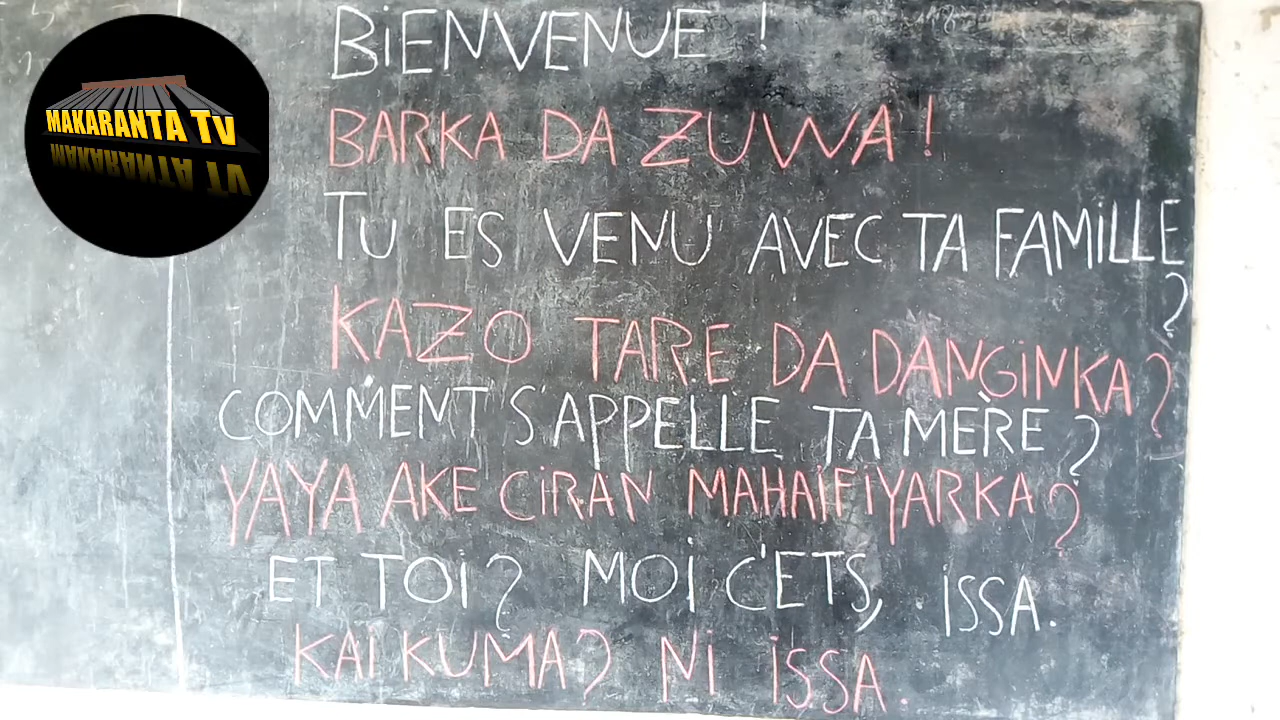 MAKARANTA TV
BiENVENUE !
BARKA DA ZUWA !
TU ES VENU AVEC TA FAMiLLE
?
KAZO TARE DA DANGiNKA ?
COMMENT S'APPELLE TA MÈRE ?
YAYA AKE CiRAN MAHAiFiYARKA ?
ET TOi ? MOi C'ETS, iSSA.
KAI KUMA ? Ni iSSA.